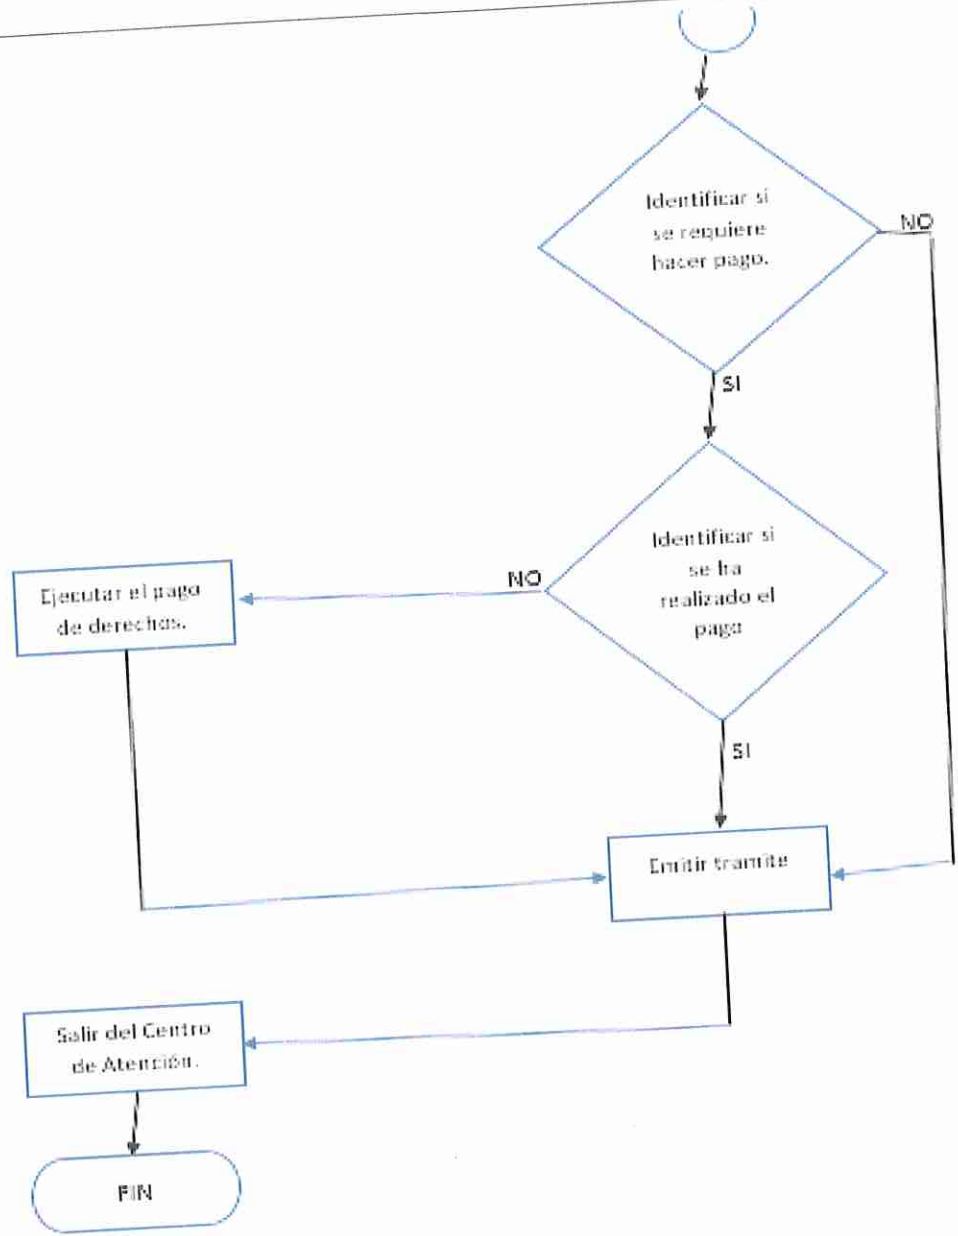 Identificar si
se requiere
hacer pago.
NO
SI
Identificar si
se ha
realizado el
pago
NO
Ejecutar el pago
de derechos.
SI
Emitir tramite
Salir del Centro
de Atención.
FIN